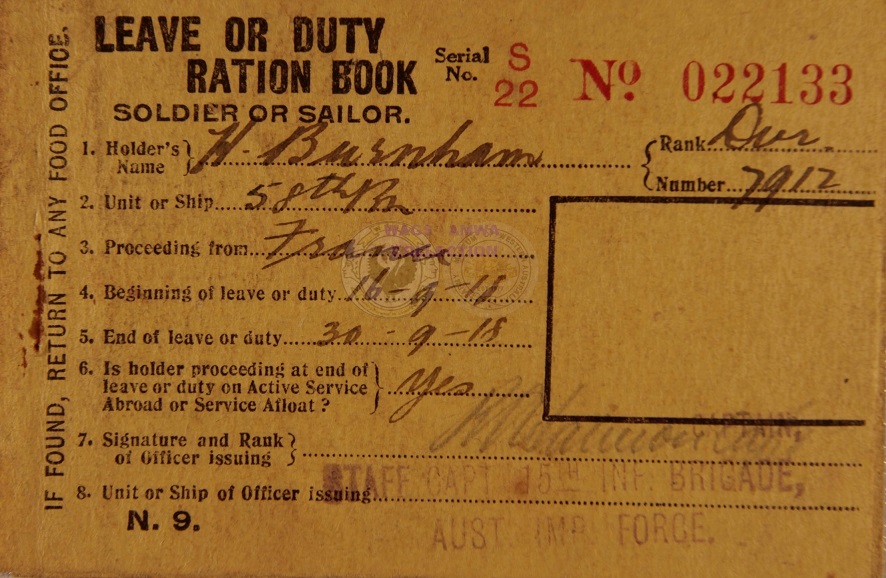 LEAVE OR DUTY
RATION BOOK
SOLDIER OR SAILOR.
Serial No. S 22 No. 022133
1. Holder's Name H. Burnham
Rank Dvr.
Number 7912
2. Unit or Ship 58th Bn
3. Proceeding from France
4. Beginning of leave or duty 16-9-18
5. End of leave or duty 30-9-18
6. Is holder proceeding at end of
leave or duty on Active Service
Abroad or Service Afloat? yes
7. Signature and Rank
of Officer issuing
CAPTAIN,
STAFF CAPT. 15TH INF. BRIGADE,
8. Unit or Ship of Officer issuing
AUST. IMP. FORCE.
N. 9.
IF FOUND, RETURN TO ANY FOOD OFFICE.